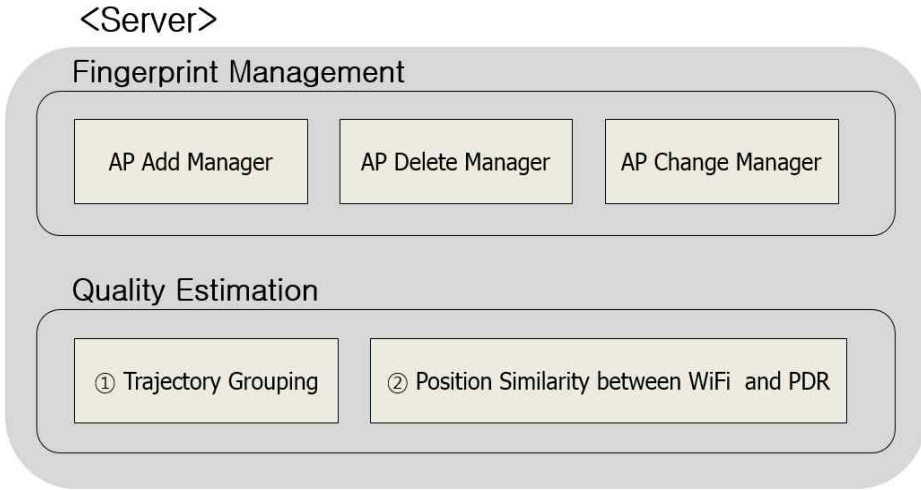 <Server>
Fingerprint Management
AP Add Manager
AP Delete Manager
AP Change Manager
Quality Estimation
① Trajectory Grouping
② Position Similarity between WiFi and PDR